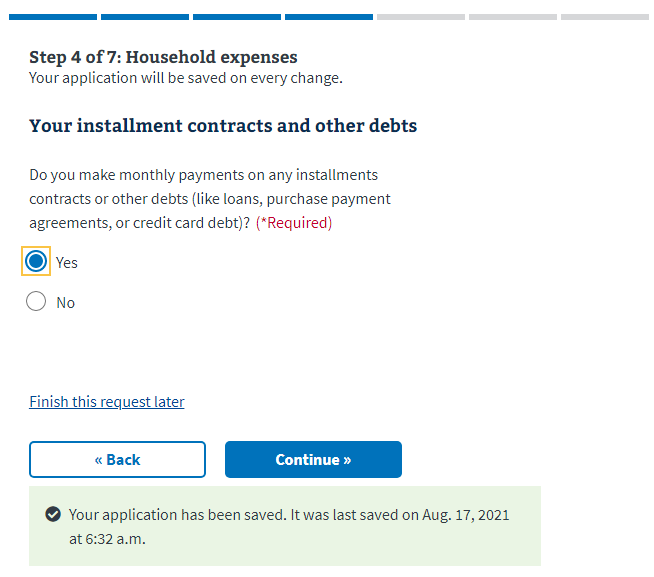 Step 4 of 7: Household expenses
Your application will be saved on every change.
Your installment contracts and other debts
Do you make monthly payments on any installments
contracts or other debts (like loans, purchase payment
agreements, or credit card debt)? (*Required)
Yes
No
Finish this request later
« Back
Continue »
Your application has been saved. It was last saved on Aug. 17, 2021
at 6:32 a.m.